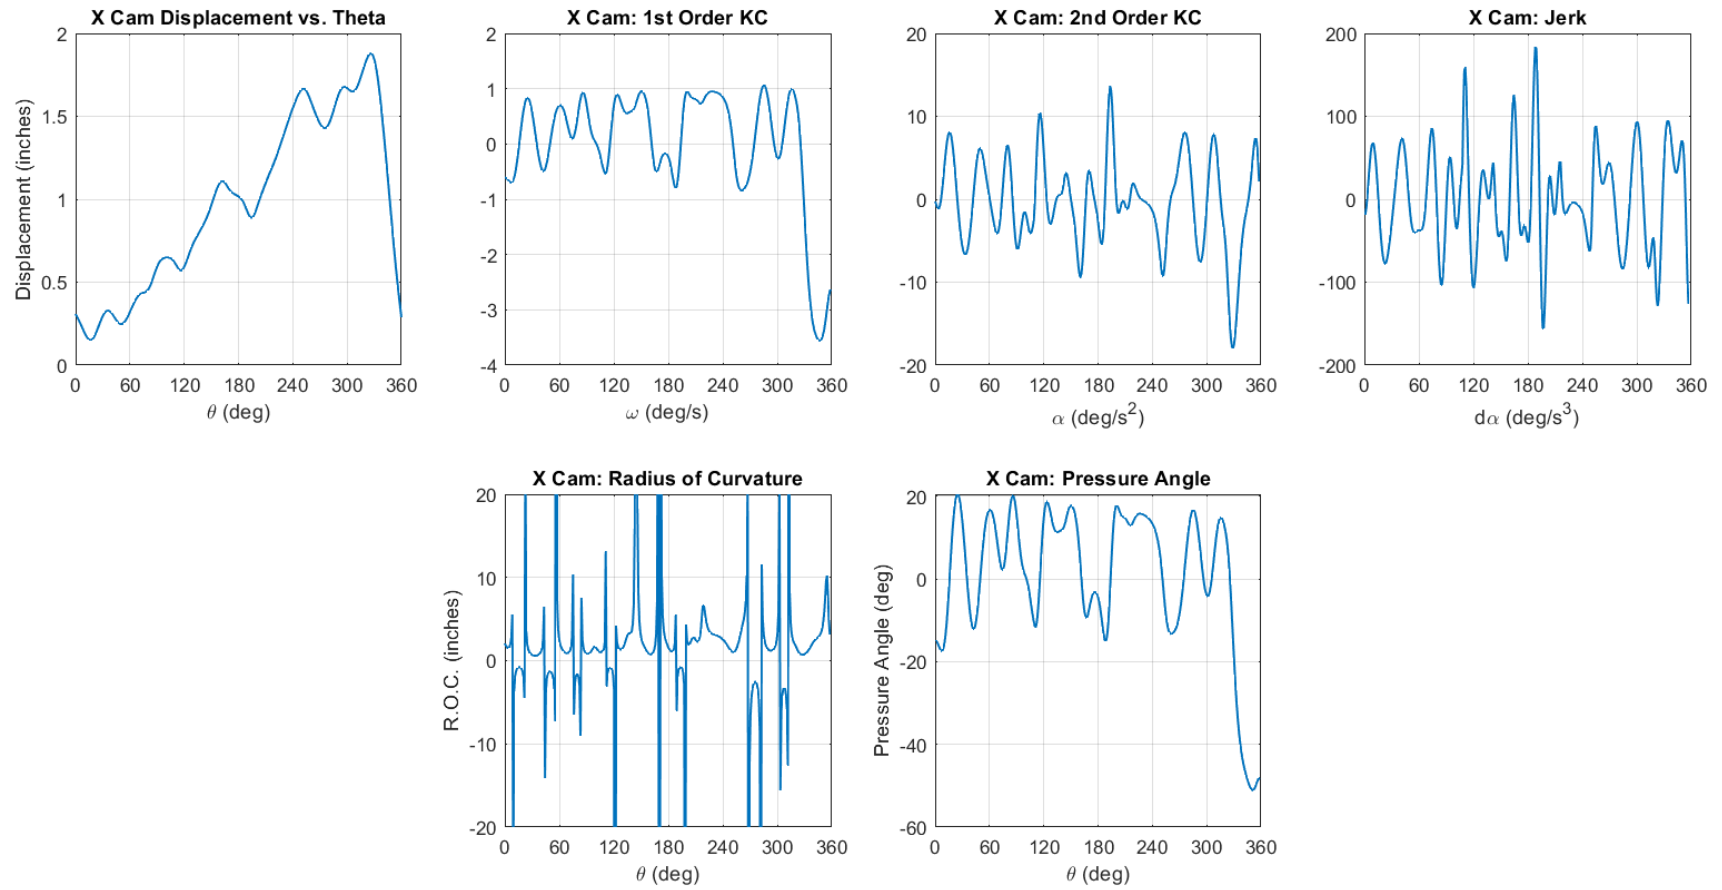 X Cam Displacement vs. Theta
Displacement (inches)
2
1.5
1
0.5
0
0 60 120 180 240 300 360
θ (deg)
X Cam: 1st Order KC
2
1
0
-1
-2
-3
-4
0 60 120 180 240 300 360
ω (deg/s)
X Cam: 2nd Order KC
20
10
0
-10
-20
0 60 120 180 240 300 360
α (deg/s²)
X Cam: Jerk
200
100
0
-100
-200
0 60 120 180 240 300 360
dα (deg/s³)
X Cam: Radius of Curvature
R.O.C. (inches)
20
10
0
-10
-20
0 60 120 180 240 300 360
θ (deg)
X Cam: Pressure Angle
Pressure Angle (deg)
20
0
-20
-40
-60
0 60 120 180 240 300 360
θ (deg)